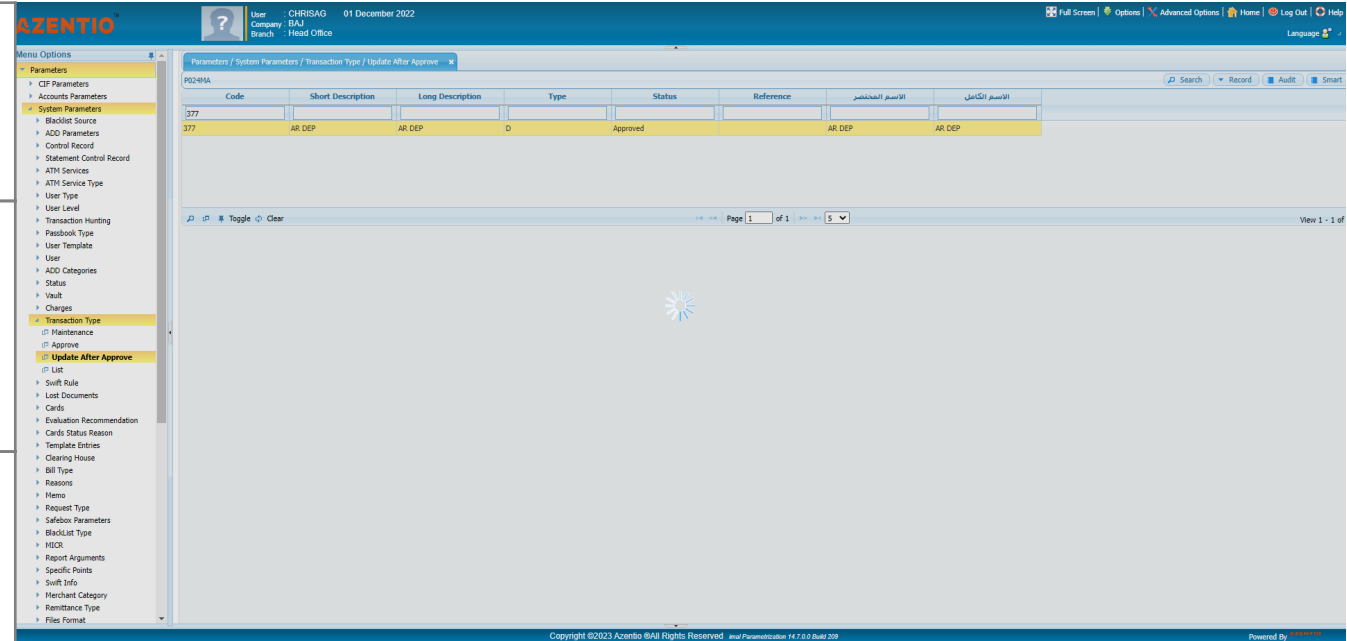 AZENTIO™
User : CHRISAG 01 December 2022
Company : BAJ
Branch : Head Office
Full Screen | Options | Advanced Options | Home | Log Out | Help
Language
Menu Options
Parameters
CIF Parameters
Accounts Parameters
System Parameters
Blacklist Source
ADD Parameters
Control Record
Statement Control Record
ATM Services
ATM Service Type
User Type
User Level
Transaction Hunting
Passbook Type
User Template
User
ADD Categories
Status
Vault
Charges
Transaction Type
Maintenance
Approve
Update After Approve
List
Swift Rule
Lost Documents
Cards
Evaluation Recommendation
Cards Status Reason
Template Entries
Clearing House
Bill Type
Reasons
Memo
Request Type
Safebox Parameters
BlackList Type
MICR
Report Arguments
Specific Points
Swift Info
Merchant Category
Remittance Type
Files Format
Parameters / System Parameters / Transaction Type / Update After Approve x
P024MA
Search Record Audit Smart
Code Short Description Long Description Type Status Reference الاسم المختصر الاسم الكامل
377
377 AR DEP AR DEP D Approved AR DEP AR DEP
Toggle Clear
Page 1 of 1 5
View 1 - 1 of
Copyright ©2023 Azentio ®All Rights Reserved imal Parametrization 14.7.0.0 Build 209
Powered By AZENTIO